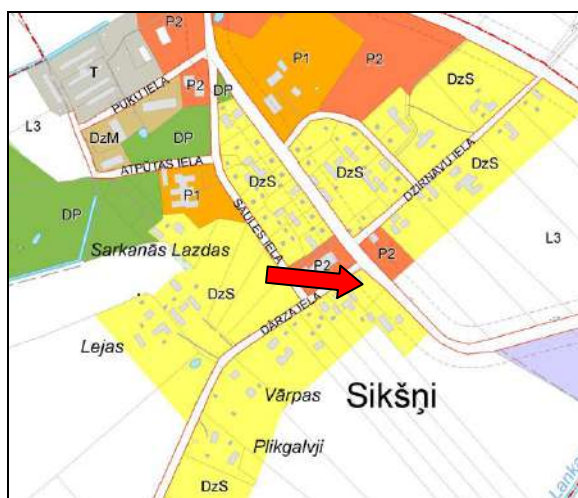 P2
P1
P2
T
P2
DzS
PUĶU IELA
DP
L3
DzM
DP
ATPŪTAS IELA
DzS
DzS
DZIRNAVU IELA
DzS
P1
SAULES IELA
DP
Sarkanās Lazdas
P2
P2
L3
DzS
DĀRZA IELA
Lejas
Vārpas
Sikšņi
Plikgalvji
DzS